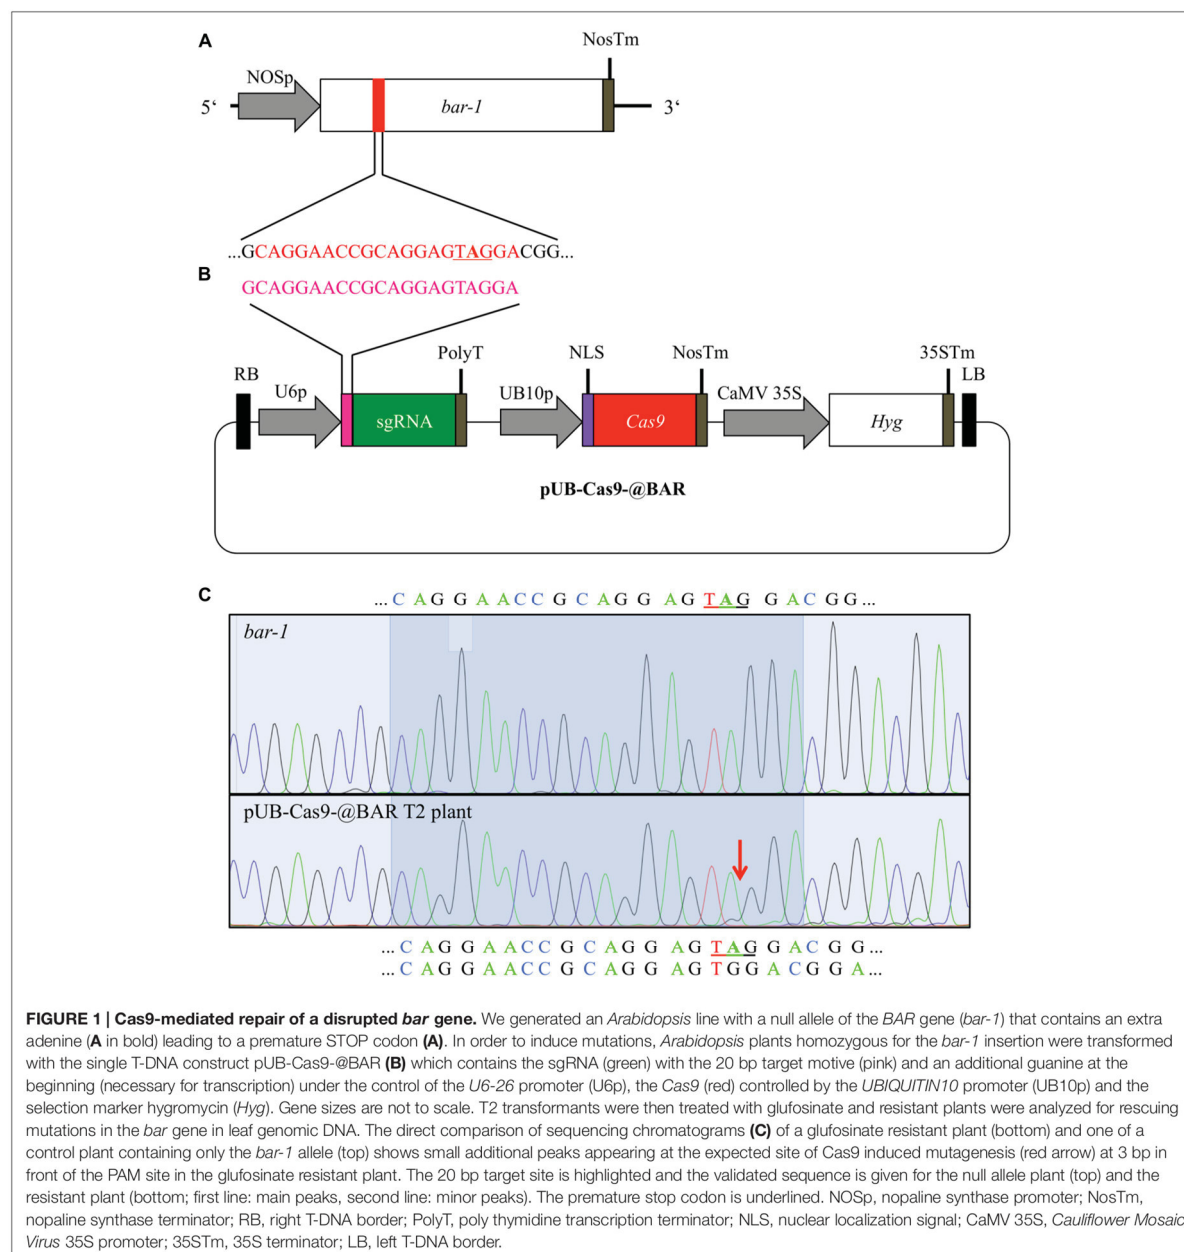 A
NosTm
NOSp
5‘
bar-1
3‘
...GCAGGAACCGCAGGAGTAGGACGG...
B
GCAGGAACCGCAGGAGTAGGA
PolyT
NLS
NosTm
35STm
RB
U6p
UB10p
CaMV 35S
LB
sgRNA
Cas9
Hyg
pUB-Cas9-@BAR
C
... C A G G A A C C G C A G G A G T A G G A C G G ...
bar-1
pUB-Cas9-@BAR T2 plant
... C A G G A A C C G C A G G A G T A G G A C G G ...
... C A G G A A C C G C A G G A G T G G A C G G A ...
FIGURE 1 | Cas9-mediated repair of a disrupted bar gene. We generated an Arabidopsis line with a null allele of the BAR gene (bar-1) that contains an extra
adenine (A in bold) leading to a premature STOP codon (A). In order to induce mutations, Arabidopsis plants homozygous for the bar-1 insertion were transformed
with the single T-DNA construct pUB-Cas9-@BAR (B) which contains the sgRNA (green) with the 20 bp target motive (pink) and an additional guanine at the
beginning (necessary for transcription) under the control of the U6-26 promoter (U6p), the Cas9 (red) controlled by the UBIQUITIN10 promoter (UB10p) and the
selection marker hygromycin (Hyg). Gene sizes are not to scale. T2 transformants were then treated with glufosinate and resistant plants were analyzed for rescuing
mutations in the bar gene in leaf genomic DNA. The direct comparison of sequencing chromatograms (C) of a glufosinate resistant plant (bottom) and one of a
control plant containing only the bar-1 allele (top) shows small additional peaks appearing at the expected site of Cas9 induced mutagenesis (red arrow) at 3 bp in
front of the PAM site in the glufosinate resistant plant. The 20 bp target site is highlighted and the validated sequence is given for the null allele plant (top) and the
resistant plant (bottom; first line: main peaks, second line: minor peaks). The premature stop codon is underlined. NOSp, nopaline synthase promoter; NosTm,
nopaline synthase terminator; RB, right T-DNA border; PolyT, poly thymidine transcription terminator; NLS, nuclear localization signal; CaMV 35S, Cauliflower Mosaic
Virus 35S promoter; 35STm, 35S terminator; LB, left T-DNA border.